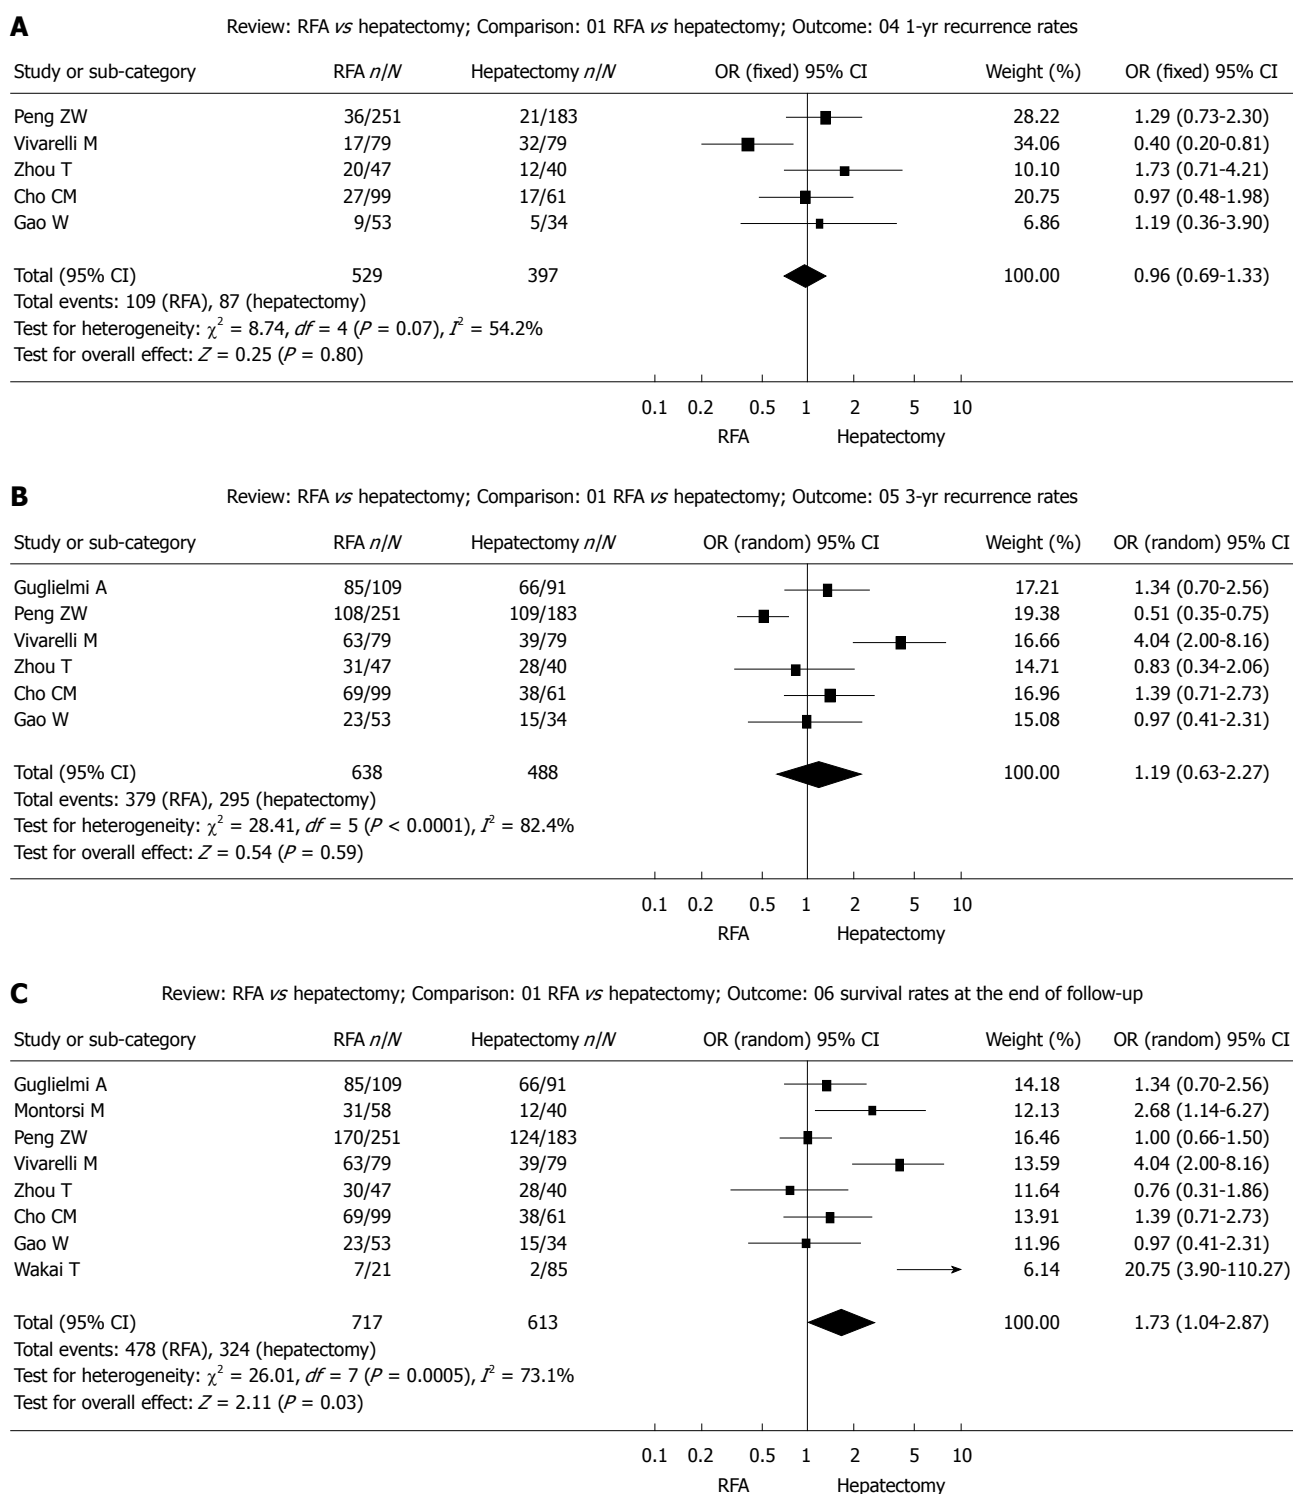 A
Review: RFA vs hepatectomy; Comparison: 01 RFA vs hepatectomy; Outcome: 04 1-yr recurrence rates
Study or sub-category RFA n/N Hepatectomy n/N OR (fixed) 95% CI Weight (%) OR (fixed) 95% CI
Peng ZW 36/251 21/183 28.22 1.29 (0.73-2.30)
Vivarelli M 17/79 32/79 34.06 0.40 (0.20-0.81)
Zhou T 20/47 12/40 10.10 1.73 (0.71-4.21)
Cho CM 27/99 17/61 20.75 0.97 (0.48-1.98)
Gao W 9/53 5/34 6.86 1.19 (0.36-3.90)
Total (95% CI) 529 397 100.00 0.96 (0.69-1.33)
Total events: 109 (RFA), 87 (hepatectomy)
Test for heterogeneity: χ² = 8.74, df = 4 (P = 0.07), I² = 54.2%
Test for overall effect: Z = 0.25 (P = 0.80)
0.1 0.2 0.5 1 2 5 10
RFA Hepatectomy
B
Review: RFA vs hepatectomy; Comparison: 01 RFA vs hepatectomy; Outcome: 05 3-yr recurrence rates
Study or sub-category RFA n/N Hepatectomy n/N OR (random) 95% CI Weight (%) OR (random) 95% CI
Guglielmi A 85/109 66/91 17.21 1.34 (0.70-2.56)
Peng ZW 108/251 109/183 19.38 0.51 (0.35-0.75)
Vivarelli M 63/79 39/79 16.66 4.04 (2.00-8.16)
Zhou T 31/47 28/40 14.71 0.83 (0.34-2.06)
Cho CM 69/99 38/61 16.96 1.39 (0.71-2.73)
Gao W 23/53 15/34 15.08 0.97 (0.41-2.31)
Total (95% CI) 638 488 100.00 1.19 (0.63-2.27)
Total events: 379 (RFA), 295 (hepatectomy)
Test for heterogeneity: χ² = 28.41, df = 5 (P < 0.0001), I² = 82.4%
Test for overall effect: Z = 0.54 (P = 0.59)
0.1 0.2 0.5 1 2 5 10
RFA Hepatectomy
C
Review: RFA vs hepatectomy; Comparison: 01 RFA vs hepatectomy; Outcome: 06 survival rates at the end of follow-up
Study or sub-category RFA n/N Hepatectomy n/N OR (random) 95% CI Weight (%) OR (random) 95% CI
Guglielmi A 85/109 66/91 14.18 1.34 (0.70-2.56)
Montorsi M 31/58 12/40 12.13 2.68 (1.14-6.27)
Peng ZW 170/251 124/183 16.46 1.00 (0.66-1.50)
Vivarelli M 63/79 39/79 13.59 4.04 (2.00-8.16)
Zhou T 30/47 28/40 11.64 0.76 (0.31-1.86)
Cho CM 69/99 38/61 13.91 1.39 (0.71-2.73)
Gao W 23/53 15/34 11.96 0.97 (0.41-2.31)
Wakai T 7/21 2/85 6.14 20.75 (3.90-110.27)
Total (95% CI) 717 613 100.00 1.73 (1.04-2.87)
Total events: 478 (RFA), 324 (hepatectomy)
Test for heterogeneity: χ² = 26.01, df = 7 (P = 0.0005), I² = 73.1%
Test for overall effect: Z = 2.11 (P = 0.03)
0.1 0.2 0.5 1 2 5 10
RFA Hepatectomy